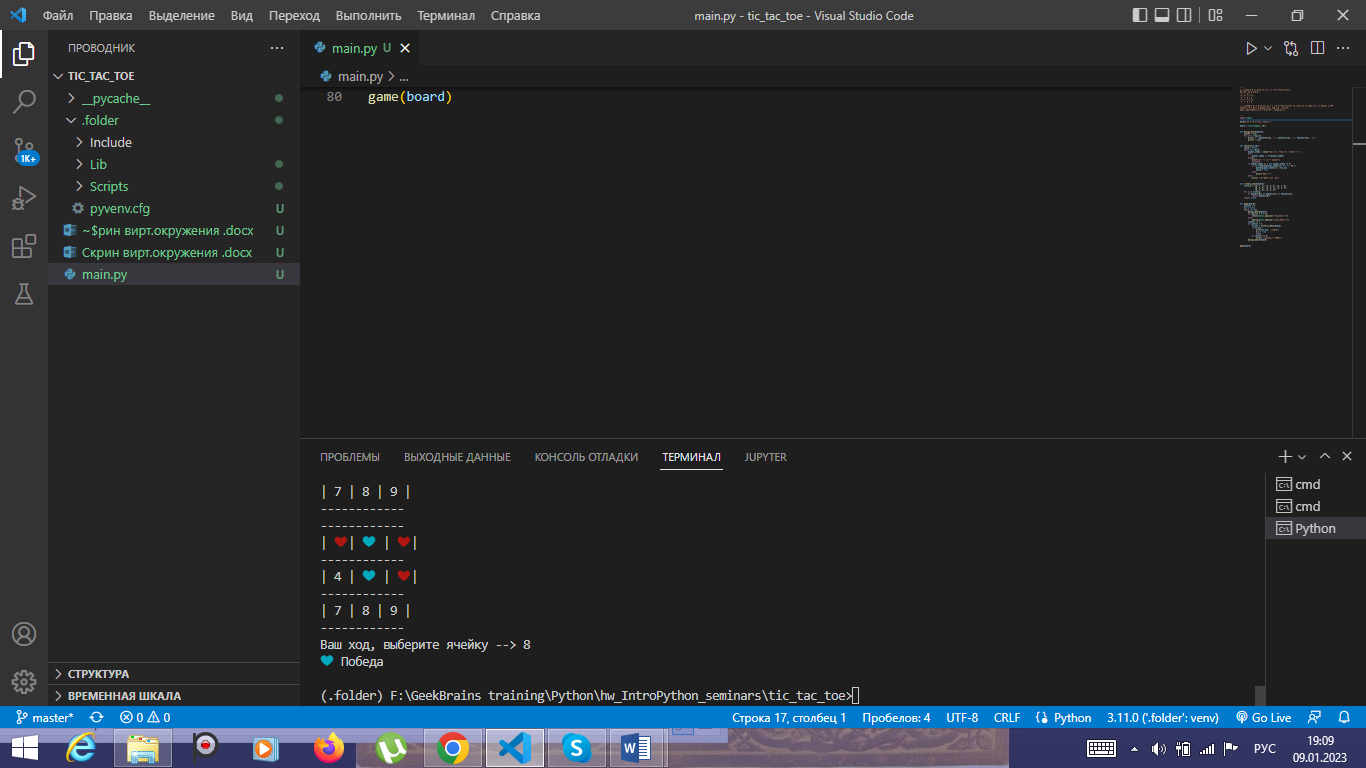 Файл Правка Выделение Вид Переход Выполнить Терминал Справка main.py - tic_tac_toe - Visual Studio Code
ПРОВОДНИК
TIC_TAC_TOE
__pycache__
.folder
Include
Lib
Scripts
pyvenv.cfg U
~$рин вирт.окружения .docx U
Скрин вирт.окружения .docx U
main.py U
СТРУКТУРА
ВРЕМЕННАЯ ШКАЛА
1K+
main.py U
main.py > ...
80 game(board)
ПРОБЛЕМЫ ВЫХОДНЫЕ ДАННЫЕ КОНСОЛЬ ОТЛАДКИ ТЕРМИНАЛ JUPYTER
| 7 | 8 | 9 |
------------
------------
| ♥| ♥ | ♥|
------------
| 4 | ♥ | ♥|
------------
| 7 | 8 | 9 |
------------
Ваш ход, выберите ячейку --> 8
♥ Победа
(.folder) F:\GeekBrains training\Python\hw_IntroPython_seminars\tic_tac_toe>
cmd
cmd
Python
master* 0 0 Строка 17, столбец 1 Пробелов: 4 UTF-8 CRLF Python 3.11.0 ('.folder': venv) Go Live
РУС
19:09
09.01.2023